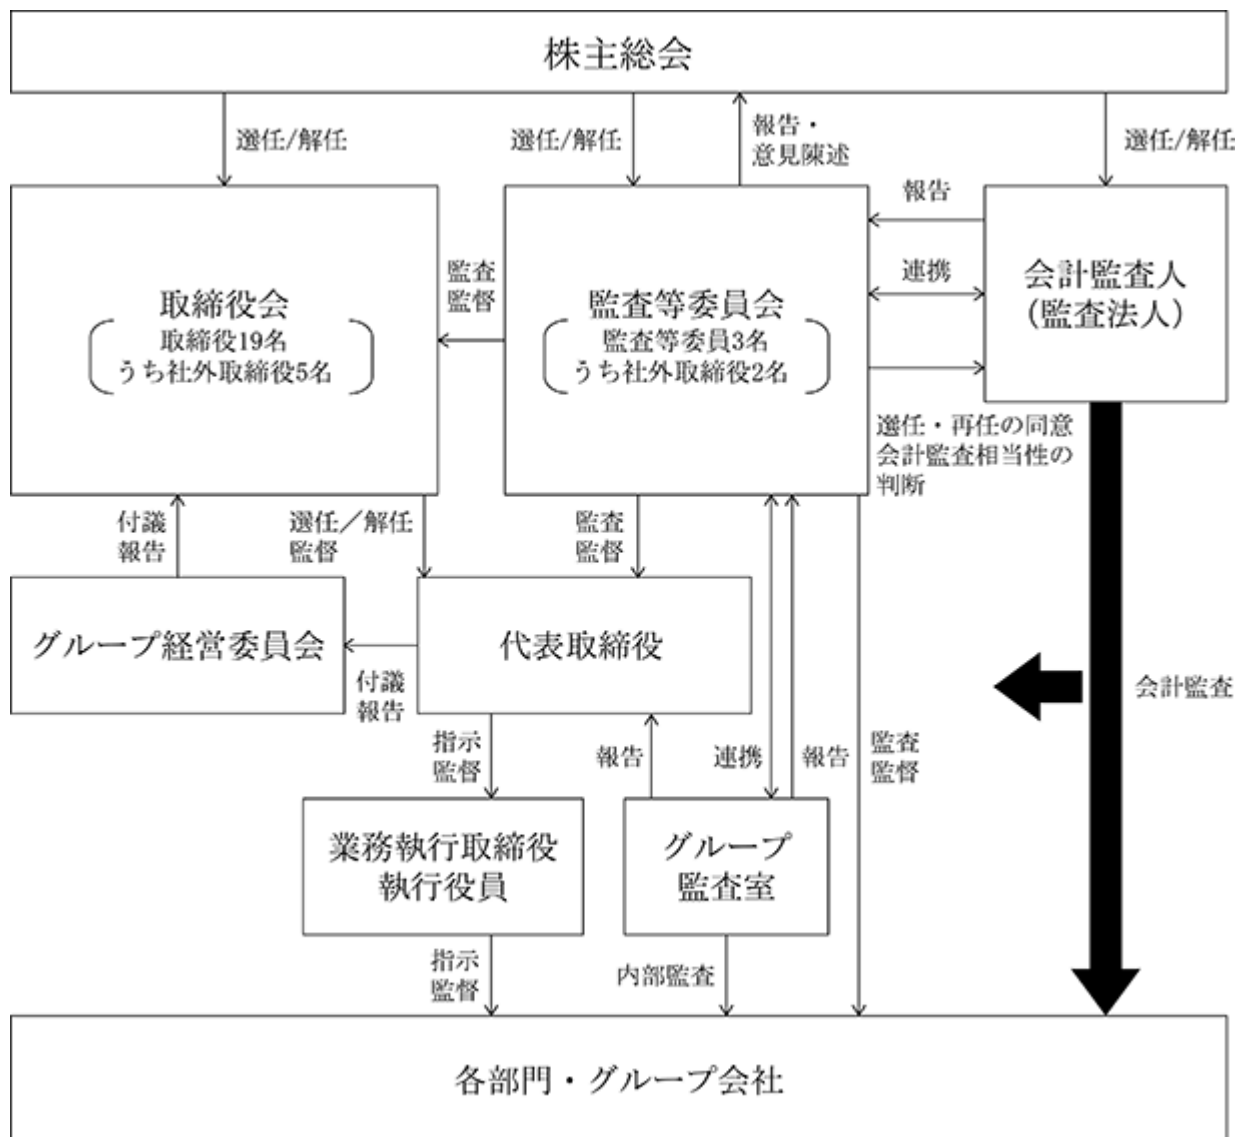 株主総会
選任/解任
選任/解任
報告・
意見陳述
選任/解任
取締役会
取締役19名
うち社外取締役5名
監査
監督
監査等委員会
監査等委員3名
うち社外取締役2名
報告
連携
会計監査人
（監査法人）
選任・再任の同意
会計監査相当性の
判断
付議
報告
選任／解任
監督
監査
監督
グループ経営委員会
付議
報告
代表取締役
会計監査
指示
監督
報告
連携
報告
監査
監督
業務執行取締役
執行役員
グループ
監査室
指示
監督
内部監査
各部門・グループ会社